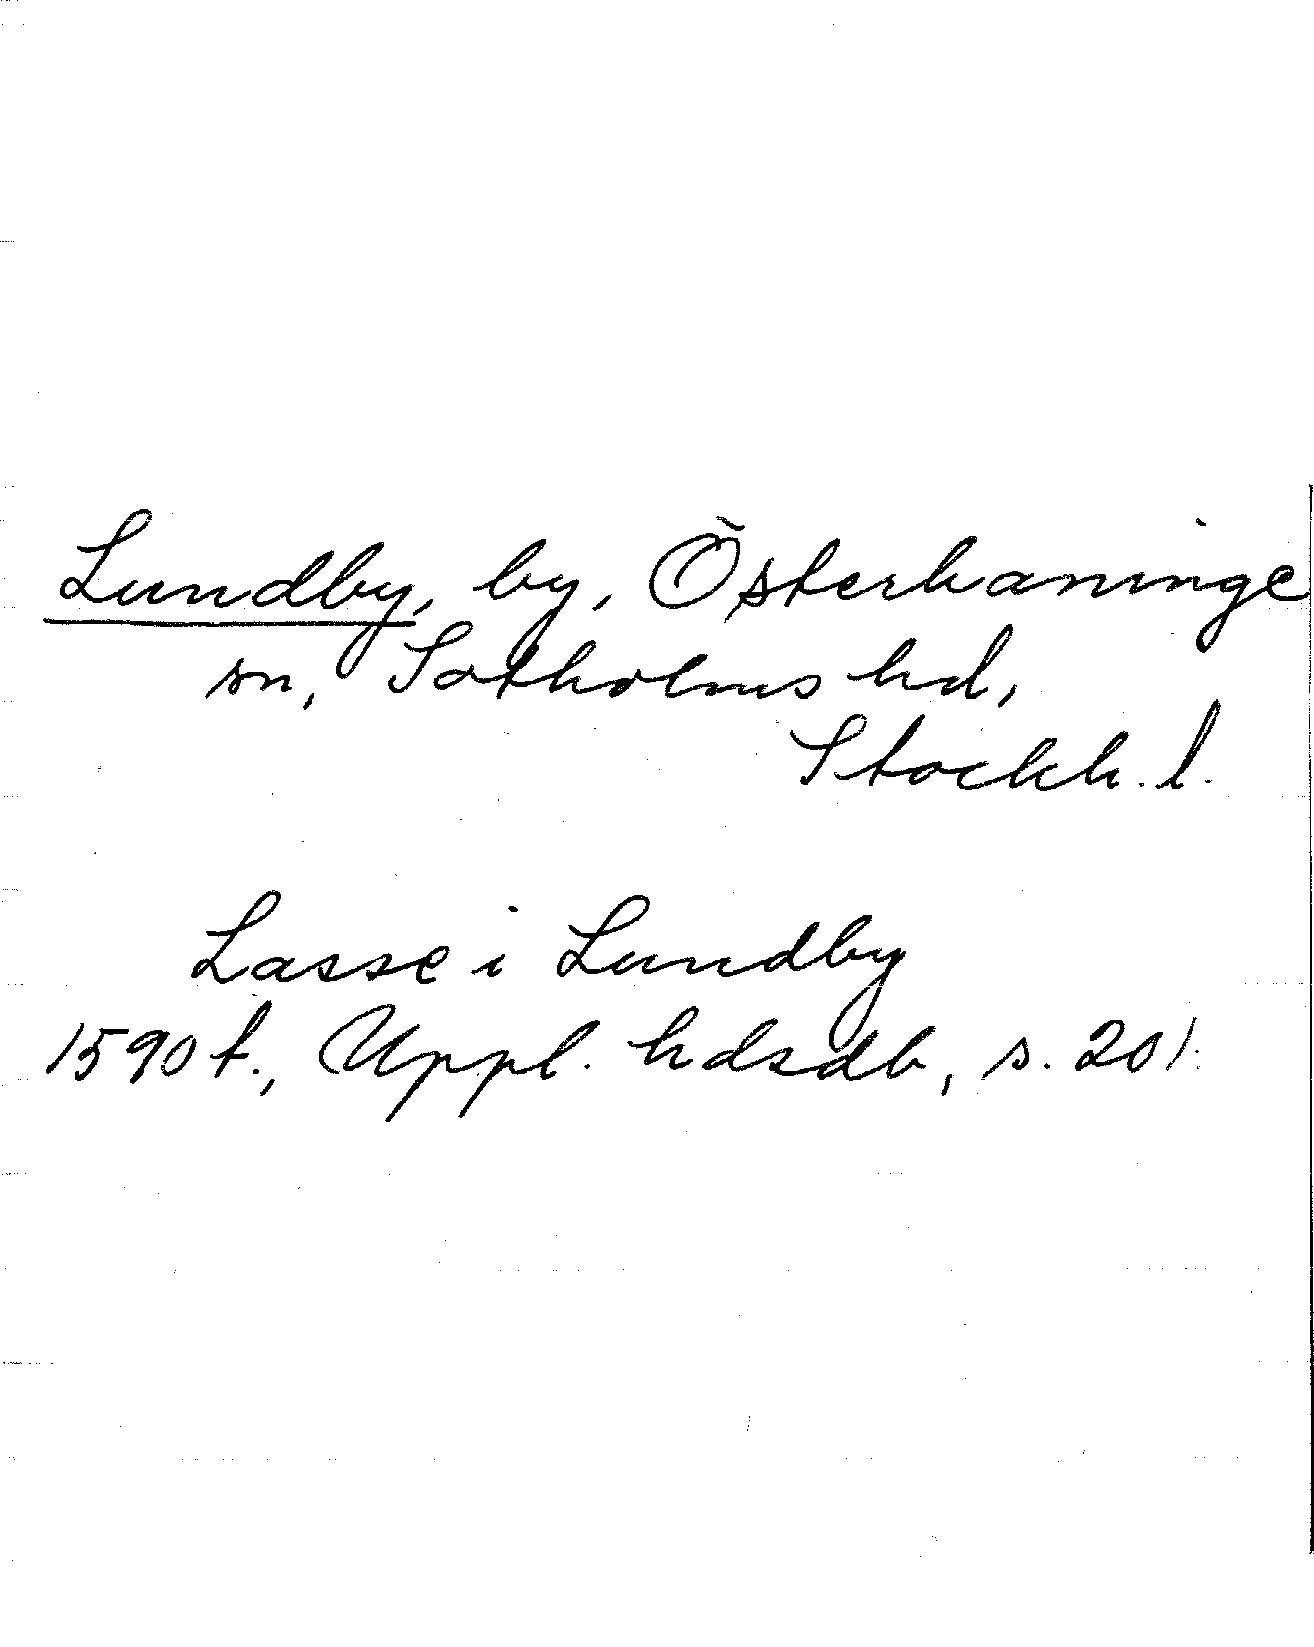 Lundby, by, Österhaninge
sn, Sotholms hd,
Stockh. l.
Lasse i Lundby
1590 t., Uppl. hdsdb, s. 201.